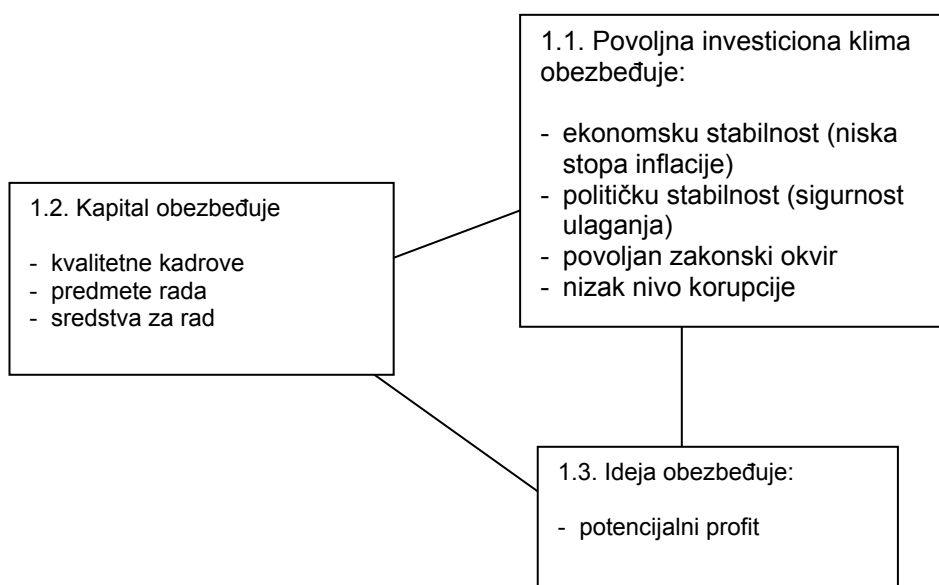 1.1. Povoljna investiciona klima
obezbeđuje:
- ekonomsku stabilnost (niska
stopa inflacije)
- političku stabilnost (sigurnost
ulaganja)
- povoljan zakonski okvir
- nizak nivo korupcije
1.2. Kapital obezbeđuje
- kvalitetne kadrove
- predmete rada
- sredstva za rad
1.3. Ideja obezbeđuje:
- potencijalni profit